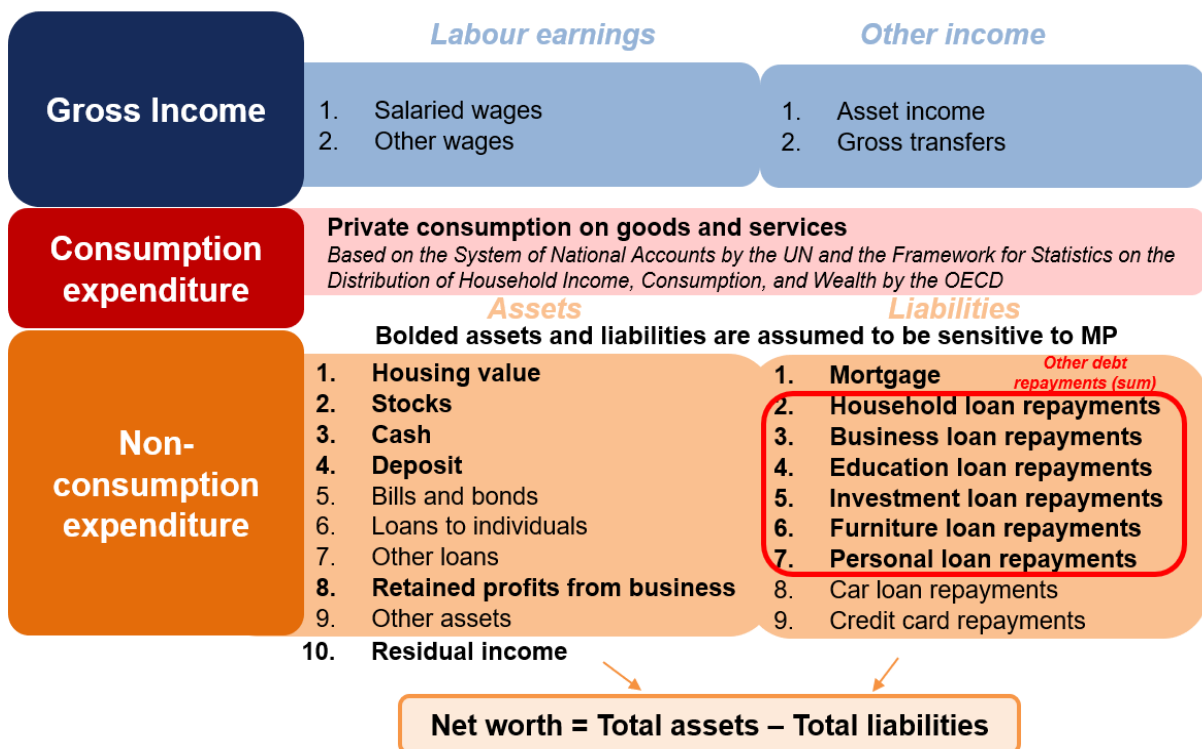 Labour earnings
Other income
Gross Income
1. Salaried wages
2. Other wages
1. Asset income
2. Gross transfers
Consumption
expenditure
Private consumption on goods and services
Based on the System of National Accounts by the UN and the Framework for Statistics on the
Distribution of Household Income, Consumption, and Wealth by the OECD
Assets
Liabilities
Bolded assets and liabilities are assumed to be sensitive to MP
Non-
consumption
expenditure
1. Housing value
2. Stocks
3. Cash
4. Deposit
5. Bills and bonds
6. Loans to individuals
7. Other loans
8. Retained profits from business
9. Other assets
10. Residual income
1. Mortgage
Other debt
repayments (sum)
2. Household loan repayments
3. Business loan repayments
4. Education loan repayments
5. Investment loan repayments
6. Furniture loan repayments
7. Personal loan repayments
8. Car loan repayments
9. Credit card repayments
Net worth = Total assets – Total liabilities